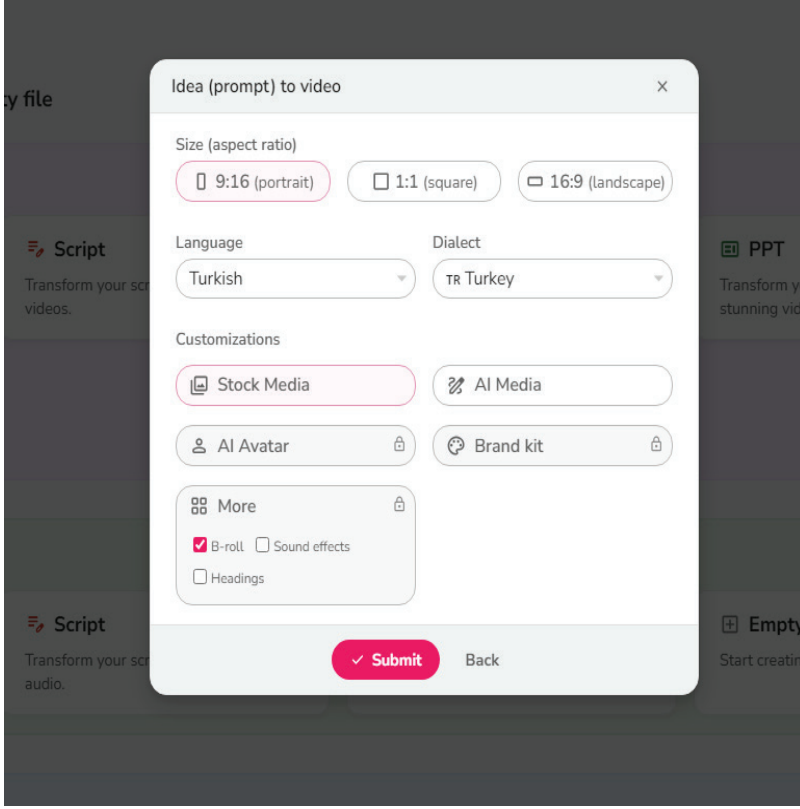 ty file
Idea (prompt) to video
Size (aspect ratio)
9:16 (portrait)
1:1 (square)
16:9 (landscape)
Language
Dialect
Turkish
TR Turkey
Customizations
Stock Media
AI Media
AI Avatar
Brand kit
More
B-roll
Sound effects
Headings
Submit
Back
Script
Transform your scr
videos.
PPT
Transform y
stunning vid
Script
Transform your scr
audio.
Empty
Start creatin